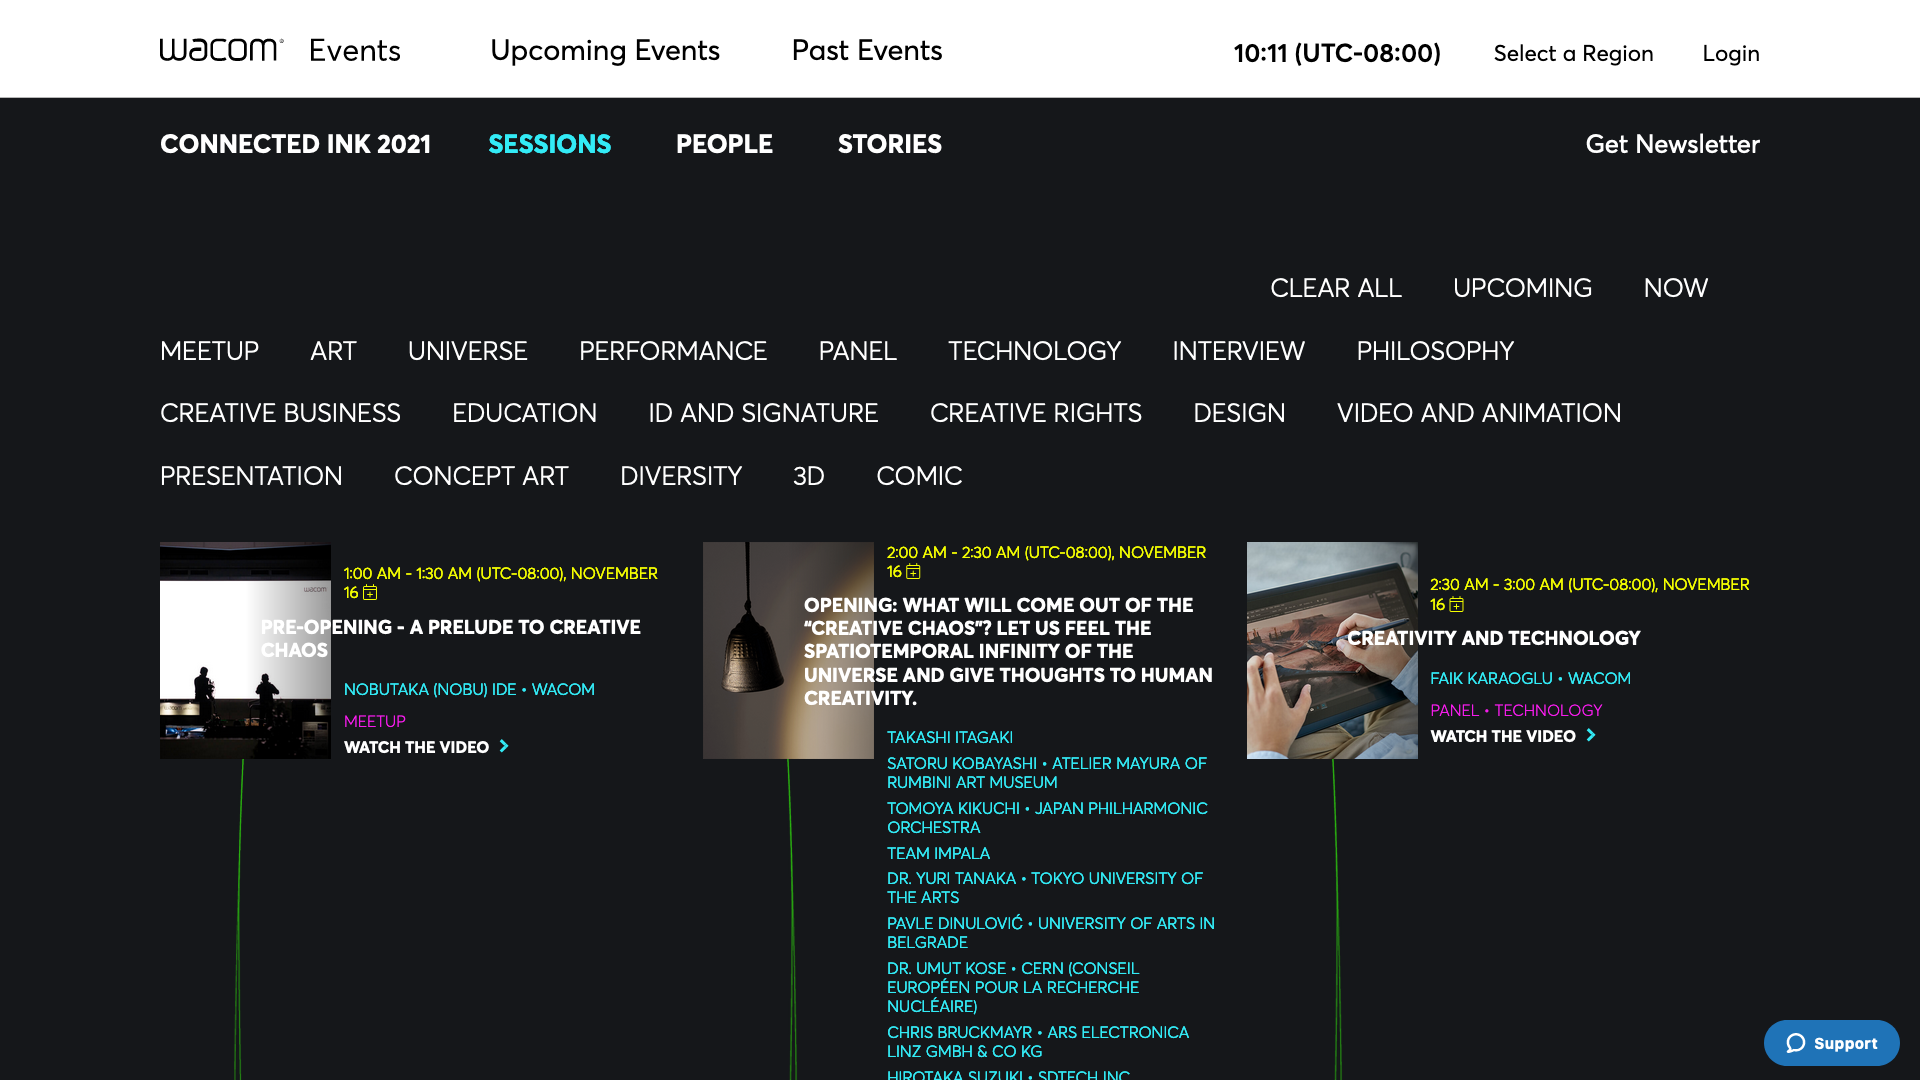 wacom Events Upcoming Events Past Events 10:11 (UTC-08:00) Select a Region Login
CONNECTED INK 2021 SESSIONS PEOPLE STORIES Get Newsletter
CLEAR ALL UPCOMING NOW
MEETUP ART UNIVERSE PERFORMANCE PANEL TECHNOLOGY INTERVIEW PHILOSOPHY
CREATIVE BUSINESS EDUCATION ID AND SIGNATURE CREATIVE RIGHTS DESIGN VIDEO AND ANIMATION
PRESENTATION CONCEPT ART DIVERSITY 3D COMIC
wacom
1:00 AM - 1:30 AM (UTC-08:00), NOVEMBER
16
PRE-OPENING - A PRELUDE TO CREATIVE
CHAOS
NOBUTAKA (NOBU) IDE • WACOM
MEETUP
WATCH THE VIDEO
2:00 AM - 2:30 AM (UTC-08:00), NOVEMBER
16
OPENING: WHAT WILL COME OUT OF THE
“CREATIVE CHAOS”? LET US FEEL THE
SPATIOTEMPORAL INFINITY OF THE
UNIVERSE AND GIVE THOUGHTS TO HUMAN
CREATIVITY.
TAKASHI ITAGAKI
SATORU KOBAYASHI • ATELIER MAYURA OF
RUMBINI ART MUSEUM
TOMOYA KIKUCHI • JAPAN PHILHARMONIC
ORCHESTRA
TEAM IMPALA
DR. YURI TANAKA • TOKYO UNIVERSITY OF
THE ARTS
PAVLE DINULOVIĆ • UNIVERSITY OF ARTS IN
BELGRADE
DR. UMUT KOSE • CERN (CONSEIL
EUROPÉEN POUR LA RECHERCHE
NUCLÉAIRE)
CHRIS BRUCKMAYR • ARS ELECTRONICA
LINZ GMBH & CO KG
HIROTAKA SUZUKI • SDTECH INC.
2:30 AM - 3:00 AM (UTC-08:00), NOVEMBER
16
CREATIVITY AND TECHNOLOGY
FAIK KARAOGLU • WACOM
PANEL • TECHNOLOGY
WATCH THE VIDEO
Support